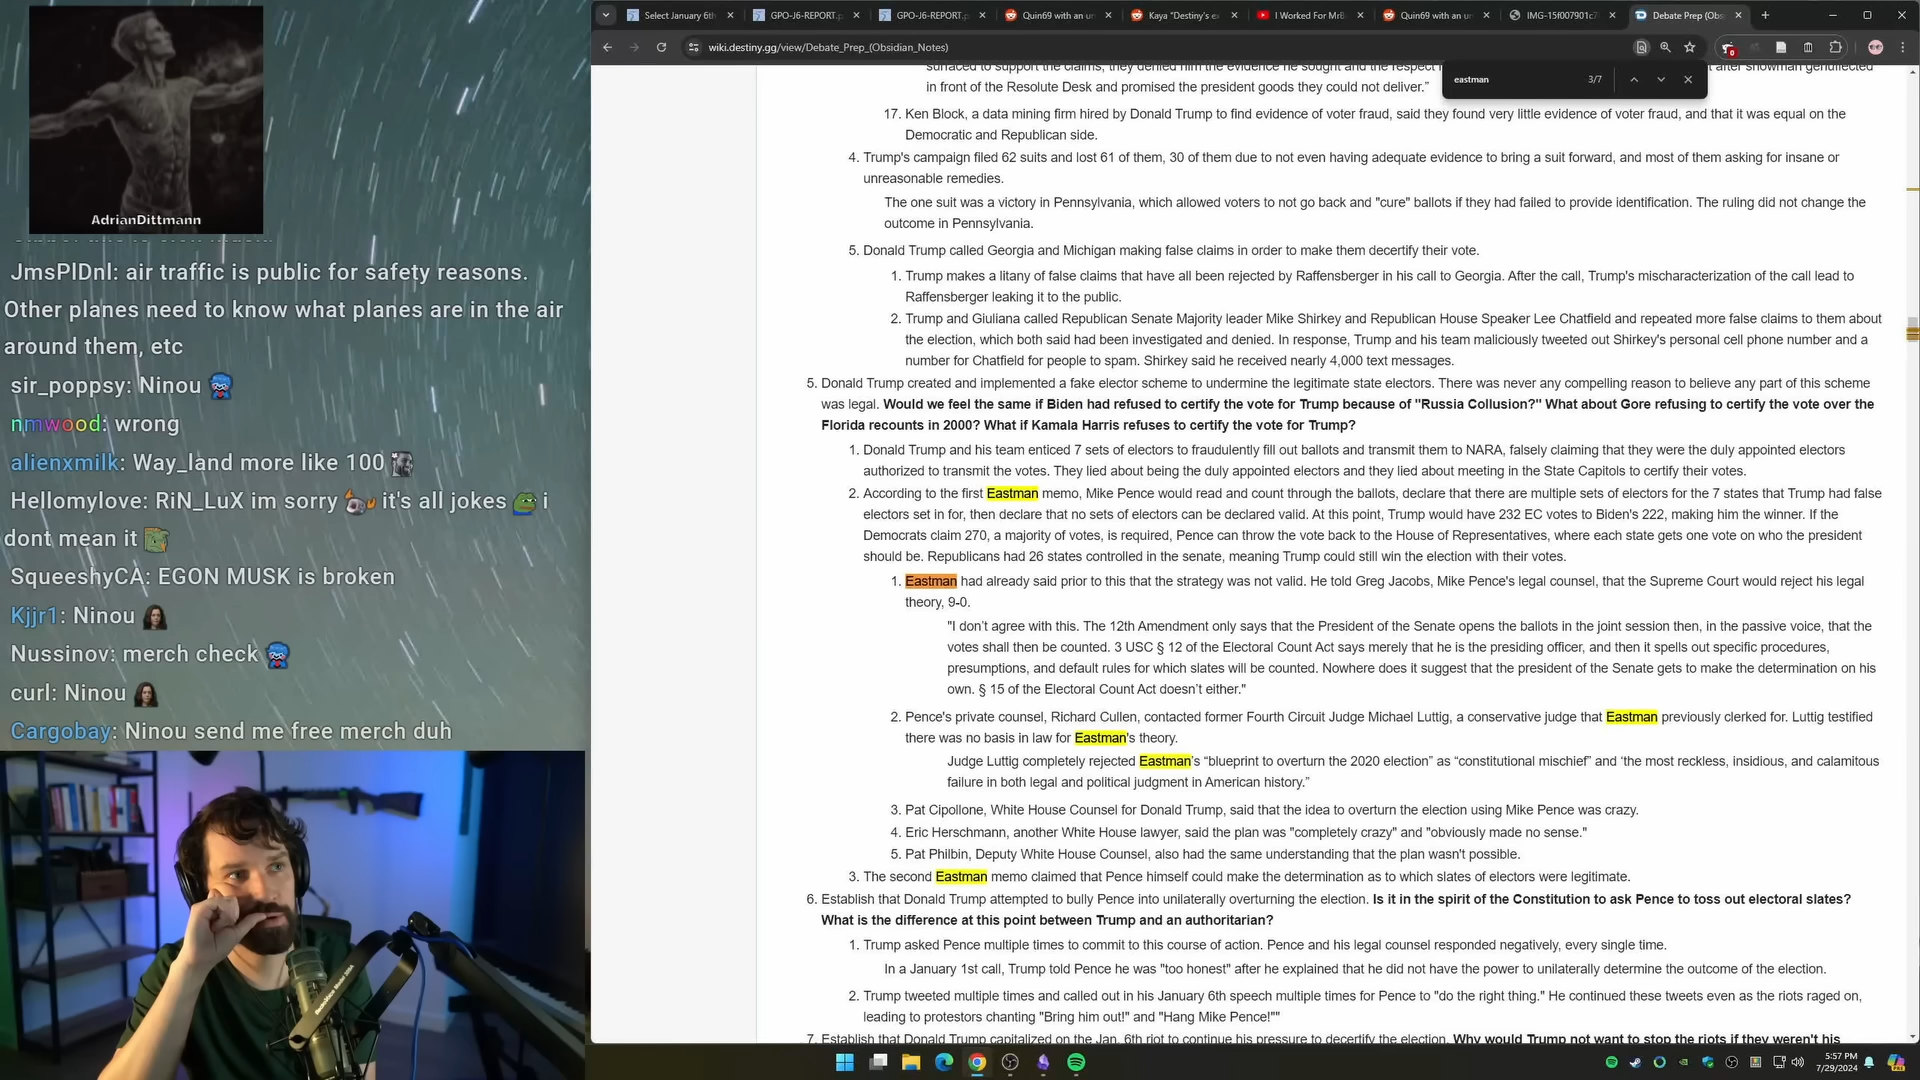 Select January 6th
GPO-J6-REPORT.p
GPO-J6-REPORT.p
Quin69 with an un
Kaya "Destiny's e
I Worked For MrB
Quin69 with an un
IMG-15f007901c7
Debate Prep (Obs
wiki.destiny.gg/view/Debate_Prep_(Obsidian_Notes)
eastman 3/7
surfaced to support the claims, they denied him the evidence he sought and the respect
in front of the Resolute Desk and promised the president goods they could not deliver.”
17. Ken Block, a data mining firm hired by Donald Trump to find evidence of voter fraud, said they found very little evidence of voter fraud, and that it was equal on the
Democratic and Republican side.
4. Trump's campaign filed 62 suits and lost 61 of them, 30 of them due to not even having adequate evidence to bring a suit forward, and most of them asking for insane or
unreasonable remedies.
The one suit was a victory in Pennsylvania, which allowed voters to not go back and "cure" ballots if they had failed to provide identification. The ruling did not change the
outcome in Pennsylvania.
5. Donald Trump called Georgia and Michigan making false claims in order to make them decertify their vote.
1. Trump makes a litany of false claims that have all been rejected by Raffensberger in his call to Georgia. After the call, Trump's mischaracterization of the call lead to
Raffensberger leaking it to the public.
2. Trump and Giuliana called Republican Senate Majority leader Mike Shirkey and Republican House Speaker Lee Chatfield and repeated more false claims to them about
the election, which both said had been investigated and denied. In response, Trump and his team maliciously tweeted out Shirkey's personal cell phone number and a
number for Chatfield for people to spam. Shirkey said he received nearly 4,000 text messages.
5. Donald Trump created and implemented a fake elector scheme to undermine the legitimate state electors. There was never any compelling reason to believe any part of this scheme
was legal. Would we feel the same if Biden had refused to certify the vote for Trump because of "Russia Collusion?" What about Gore refusing to certify the vote over the
Florida recounts in 2000? What if Kamala Harris refuses to certify the vote for Trump?
1. Donald Trump and his team enticed 7 sets of electors to fraudulently fill out ballots and transmit them to NARA, falsely claiming that they were the duly appointed electors
authorized to transmit the votes. They lied about being the duly appointed electors and they lied about meeting in the State Capitols to certify their votes.
2. According to the first Eastman memo, Mike Pence would read and count through the ballots, declare that there are multiple sets of electors for the 7 states that Trump had false
electors set in for, then declare that no sets of electors can be declared valid. At this point, Trump would have 232 EC votes to Biden's 222, making him the winner. If the
Democrats claim 270, a majority of votes, is required, Pence can throw the vote back to the House of Representatives, where each state gets one vote on who the president
should be. Republicans had 26 states controlled in the senate, meaning Trump could still win the election with their votes.
1. Eastman had already said prior to this that the strategy was not valid. He told Greg Jacobs, Mike Pence's legal counsel, that the Supreme Court would reject his legal
theory, 9-0.
"I don’t agree with this. The 12th Amendment only says that the President of the Senate opens the ballots in the joint session then, in the passive voice, that the
votes shall then be counted. 3 USC § 12 of the Electoral Count Act says merely that he is the presiding officer, and then it spells out specific procedures,
presumptions, and default rules for which slates will be counted. Nowhere does it suggest that the president of the Senate gets to make the determination on his
own. § 15 of the Electoral Count Act doesn’t either."
2. Pence's private counsel, Richard Cullen, contacted former Fourth Circuit Judge Michael Luttig, a conservative judge that Eastman previously clerked for. Luttig testified
there was no basis in law for Eastman's theory.
Judge Luttig completely rejected Eastman’s “blueprint to overturn the 2020 election” as “constitutional mischief” and ‘the most reckless, insidious, and calamitous
failure in both legal and political judgment in American history.”
3. Pat Cipollone, White House Counsel for Donald Trump, said that the idea to overturn the election using Mike Pence was crazy.
4. Eric Herschmann, another White House lawyer, said the plan was "completely crazy" and "obviously made no sense."
5. Pat Philbin, Deputy White House Counsel, also had the same understanding that the plan wasn't possible.
3. The second Eastman memo claimed that Pence himself could make the determination as to which slates of electors were legitimate.
6. Establish that Donald Trump attempted to bully Pence into unilaterally overturning the election. Is it in the spirit of the Constitution to ask Pence to toss out electoral slates?
What is the difference at this point between Trump and an authoritarian?
1. Trump asked Pence multiple times to commit to this course of action. Pence and his legal counsel responded negatively, every single time.
In a January 1st call, Trump told Pence he was "too honest" after he explained that he did not have the power to unilaterally determine the outcome of the election.
2. Trump tweeted multiple times and called out in his January 6th speech multiple times for Pence to "do the right thing." He continued these tweets even as the riots raged on,
leading to protestors chanting "Bring him out!" and "Hang Mike Pence!""
7. Establish that Donald Trump capitalized on the Jan. 6th riot to continue his pressure to decertify the election. Why would Trump not want to stop the riots if they weren't his
AdrianDittmann
JmsPlDnl: air traffic is public for safety reasons.
Other planes need to know what planes are in the air
around them, etc
sir_poppsy: Ninou
nmwood: wrong
alienxmilk: Way_land more like 100
Hellomylove: RiN_LuX im sorry it's all jokes i
dont mean it
SqueeshyCA: EGON MUSK is broken
Kjjr1: Ninou
Nussinov: merch check
curl: Ninou
Cargobay: Ninou send me free merch duh
5:57 PM
7/29/2024